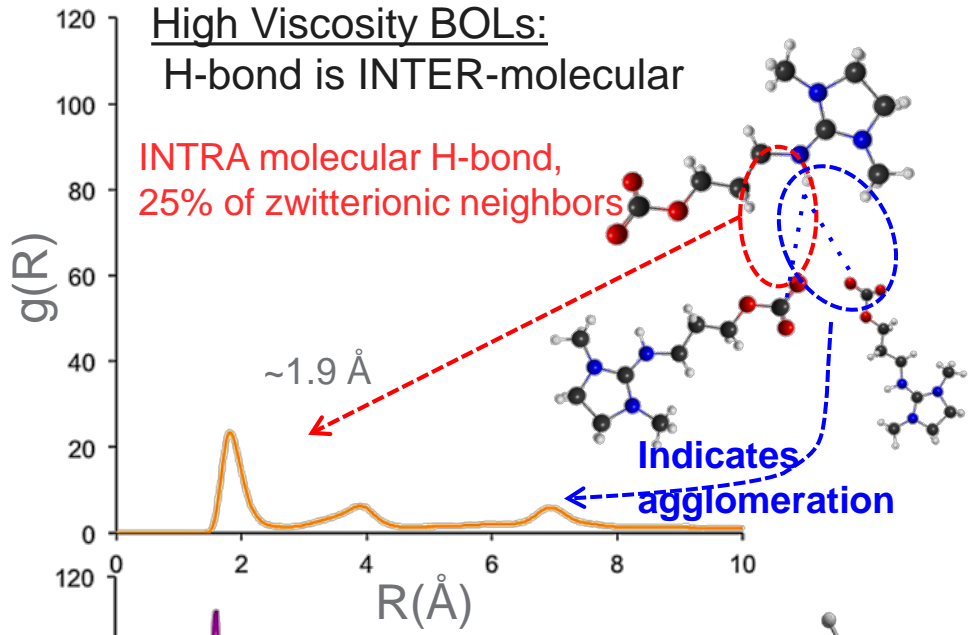 High Viscosity BOLs:
H-bond is INTER-molecular
INTRA molecular H-bond,
25% of zwitterionic neighbors
~1.9 Å
Indicates
agglomeration
g(R)
120
100
80
60
40
20
0
0 2 4 6 8 10
R(Å)
120